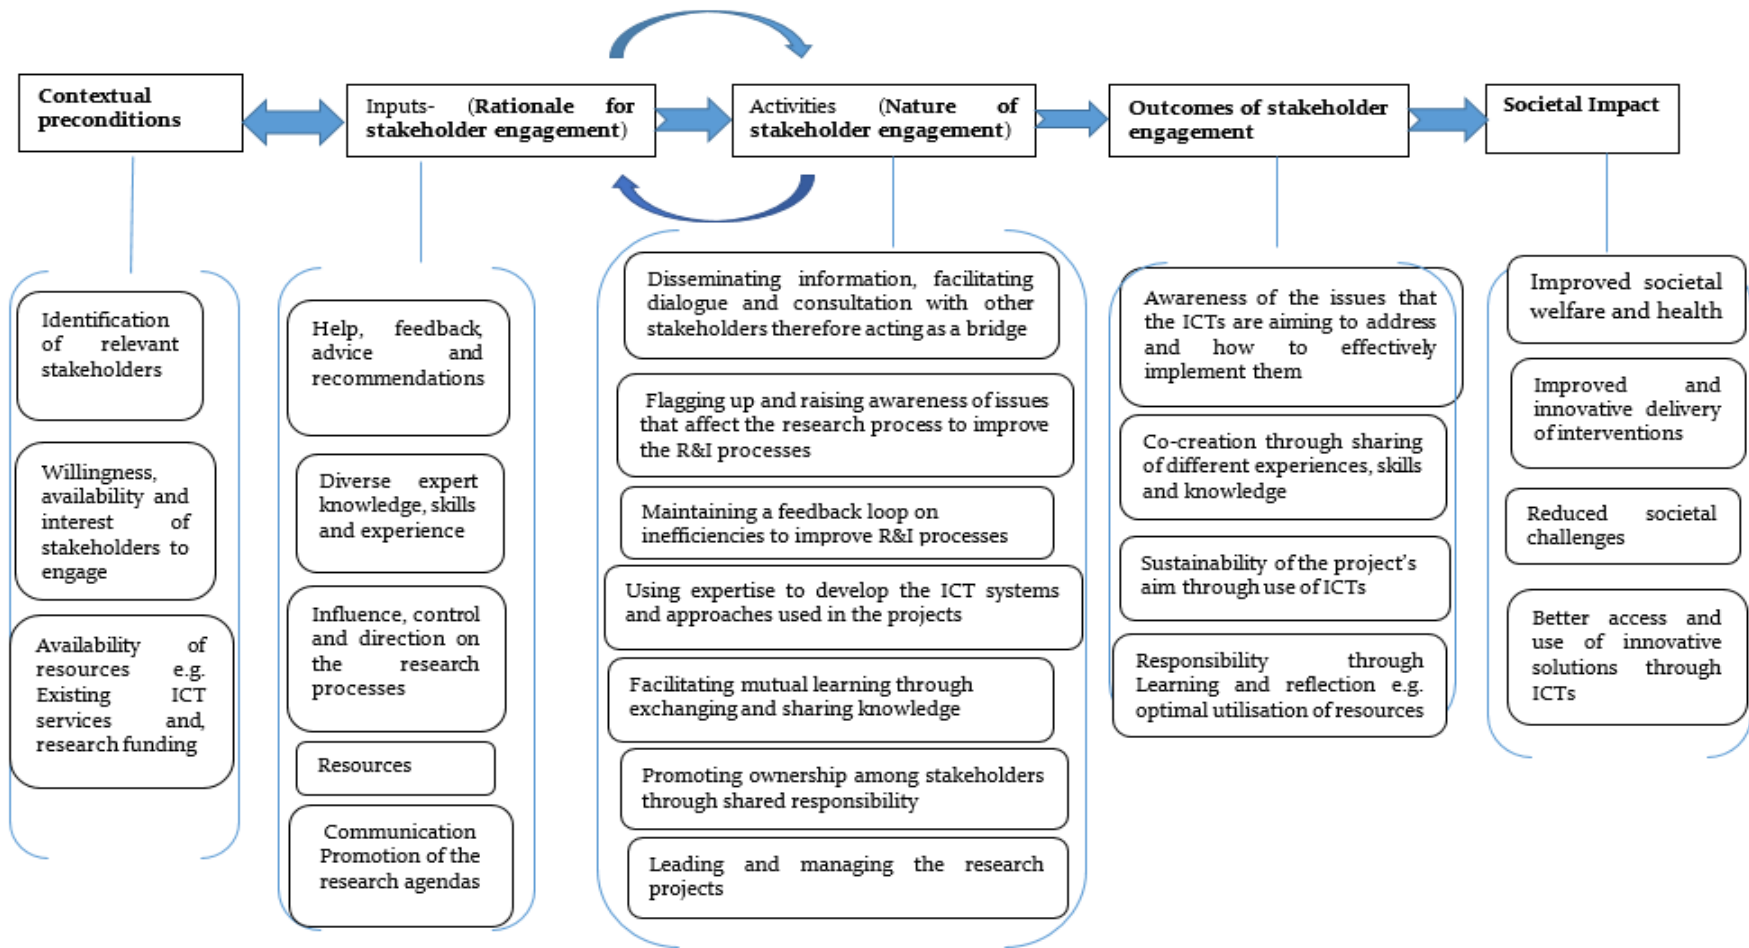 Contextual
preconditions
Inputs- (Rationale for
stakeholder engagement)
Activities (Nature of
stakeholder engagement)
Outcomes of stakeholder
engagement
Societal Impact
Identification
of relevant
stakeholders
Willingness,
availability and
interest of
stakeholders to
engage
Availability of
resources e.g.
Existing ICT
services and,
research funding
Help, feedback,
advice and
recommendations
Diverse expert
knowledge, skills
and experience
Influence, control
and direction on
the research
processes
Resources
Communication
Promotion of the
research agendas
Disseminating information, facilitating
dialogue and consultation with other
stakeholders therefore acting as a bridge
Flagging up and raising awareness of issues
that affect the research process to improve
the R&I processes
Maintaining a feedback loop on
inefficiencies to improve R&I processes
Using expertise to develop the ICT systems
and approaches used in the projects
Facilitating mutual learning through
exchanging and sharing knowledge
Promoting ownership among stakeholders
through shared responsibility
Leading and managing the research
projects
Awareness of the issues that
the ICTs are aiming to address
and how to effectively
implement them
Co-creation through sharing
of different experiences, skills
and knowledge
Sustainability of the project's
aim through use of ICTs
Responsibility through
Learning and reflection e.g.
optimal utilisation of resources
Improved societal
welfare and health
Improved and
innovative delivery
of interventions
Reduced societal
challenges
Better access and
use of innovative
solutions through
ICTs